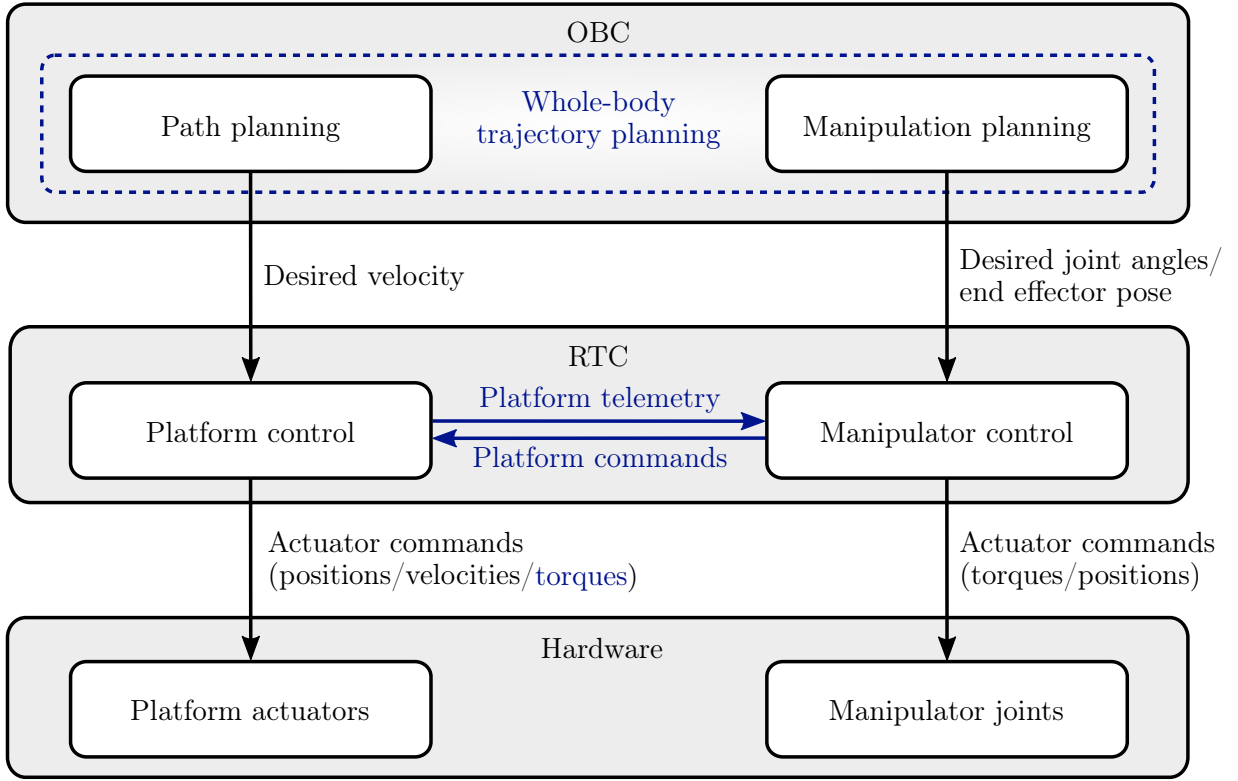 OBC
Path planning
Whole-body
trajectory planning
Manipulation planning
Desired velocity
Desired joint angles/
end effector pose
RTC
Platform control
Platform telemetry
Platform commands
Manipulator control
Actuator commands
(positions/velocities/torques)
Actuator commands
(torques/positions)
Hardware
Platform actuators
Manipulator joints